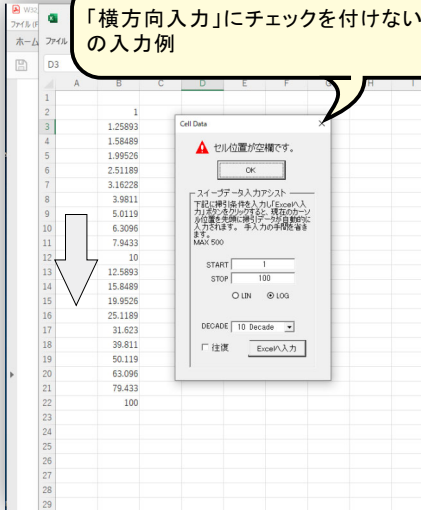 「横方向入力」にチェックを付けない
の入力例
W32
ファイル (F
ホーム ファイル
D3
A B C D E F G H I
1
2 1
3 1.25893
4 1.58489
5 1.99526
6 2.51189
7 3.16228
8 3.9811
9 5.0119
10 6.3096
11 7.9433
12 10
13 12.5893
14 15.8489
15 19.9526
16 25.1189
17 31.623
18 39.811
19 50.119
20 63.096
21 79.433
22 100
23
24
25
26
27
28
29
Cell Data
セル位置が空欄です。
OK
スイープデータ入力アシスト
下記に掃引条件を入力し「Excelへ入
力」ボタンをクリックすると、現在のカーソ
ル位置を先頭に掃引データが自動的に
入力されます。 手入力の手間を省き
ます。
MAX 500
START 1
STOP 100
LIN LOG
DECADE 10 Decade
往復 Excelへ入力